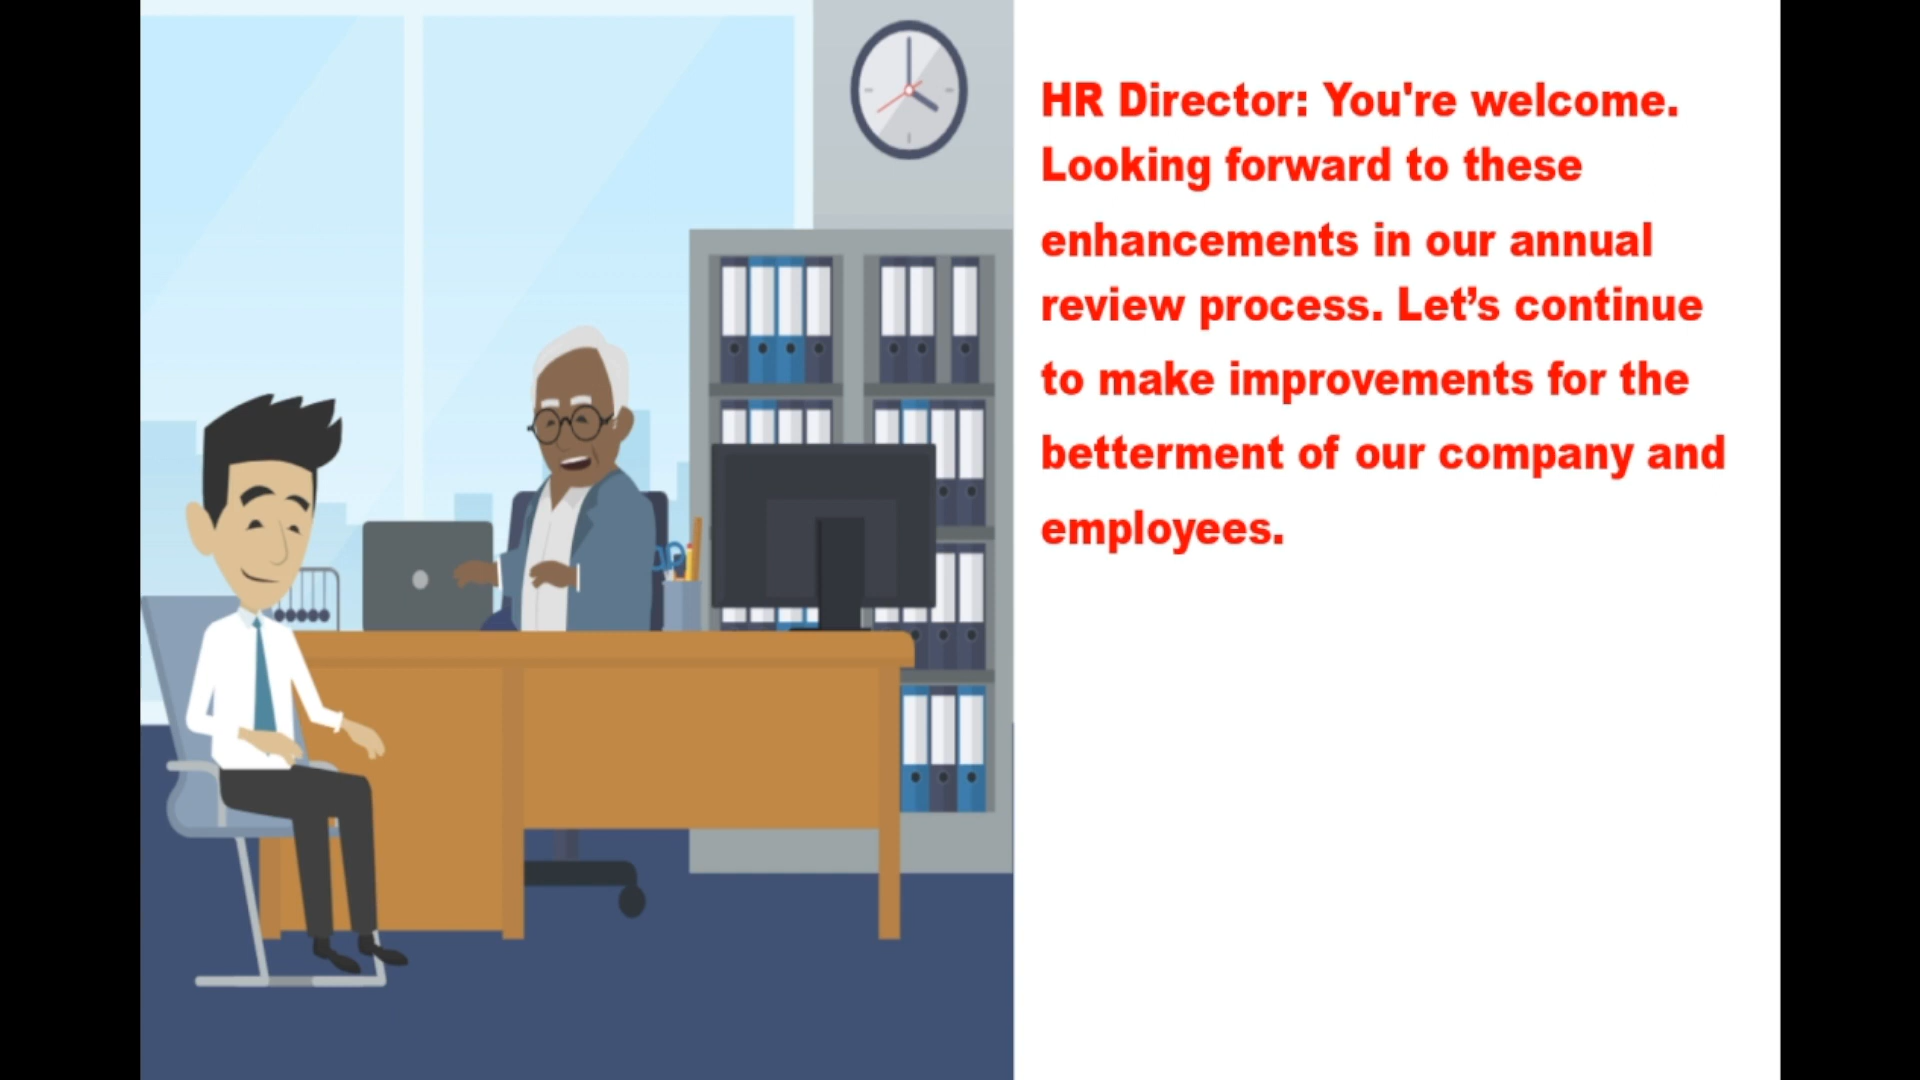 HR Director: You're welcome.
Looking forward to these
enhancements in our annual
review process. Let’s continue
to make improvements for the
betterment of our company and
employees.